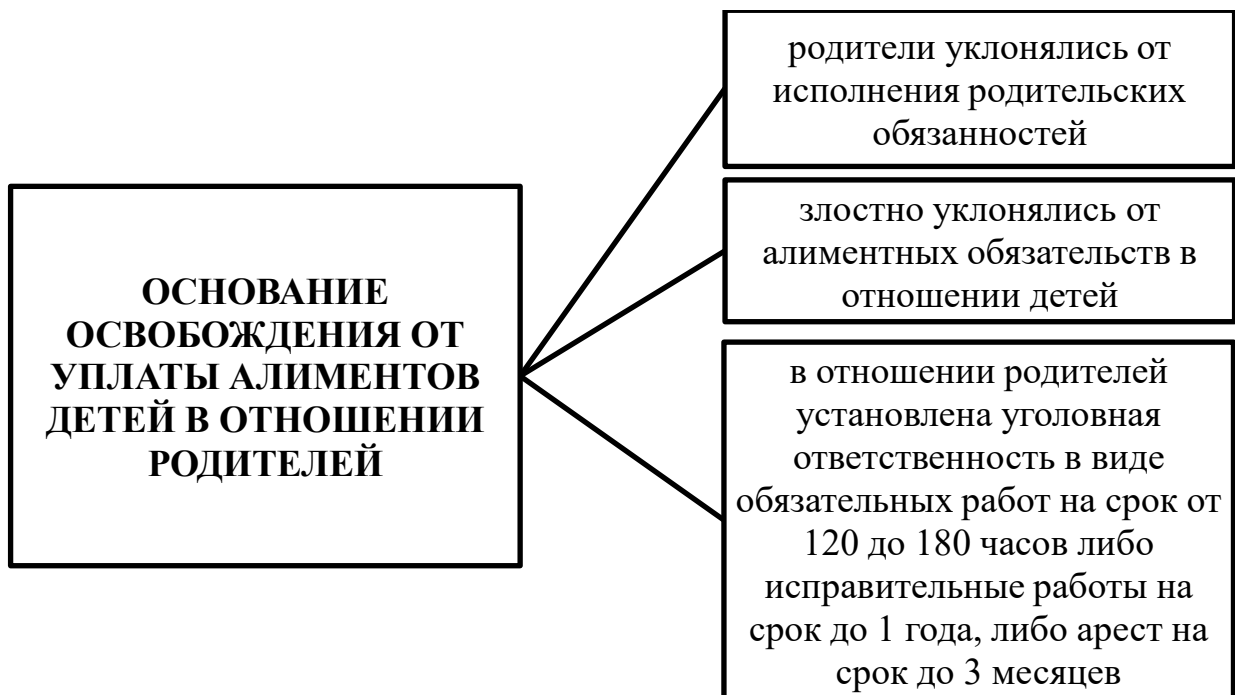 родители уклонялись от
исполнения родительских
обязанностей
злостно уклонялись от
алиментных обязательств в
отношении детей
ОСНОВАНИЕ
ОСВОБОЖДЕНИЯ ОТ
УПЛАТЫ АЛИМЕНТОВ
ДЕТЕЙ В ОТНОШЕНИИ
РОДИТЕЛЕЙ
в отношении родителей
установлена уголовная
ответственность в виде
обязательных работ на срок от
120 до 180 часов либо
исправительные работы на
срок до 1 года, либо арест на
срок до 3 месяцев